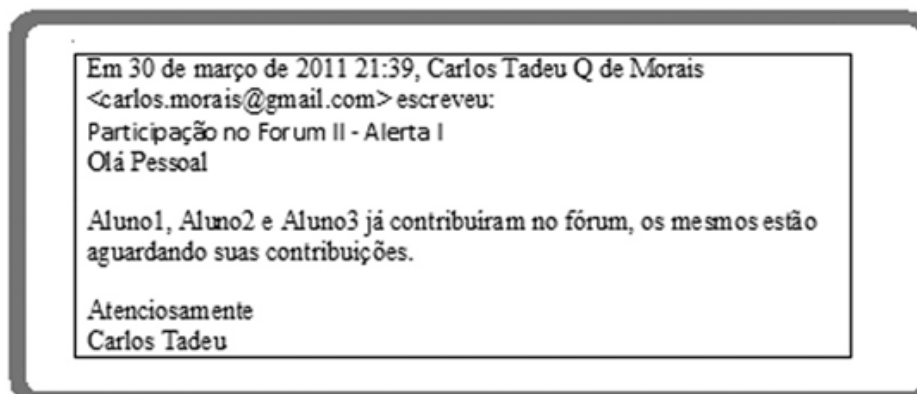 Em 30 de março de 2011 21:39, Carlos Tadeu Q de Morais
<carlos.morais@gmail.com> escreveu:
Participação no Forum II - Alerta I
Olá Pessoal
Aluno1, Aluno2 e Aluno3 já contribuiram no fórum, os mesmos estão
aguardando suas contribuições.
Atenciosamente
Carlos Tadeu